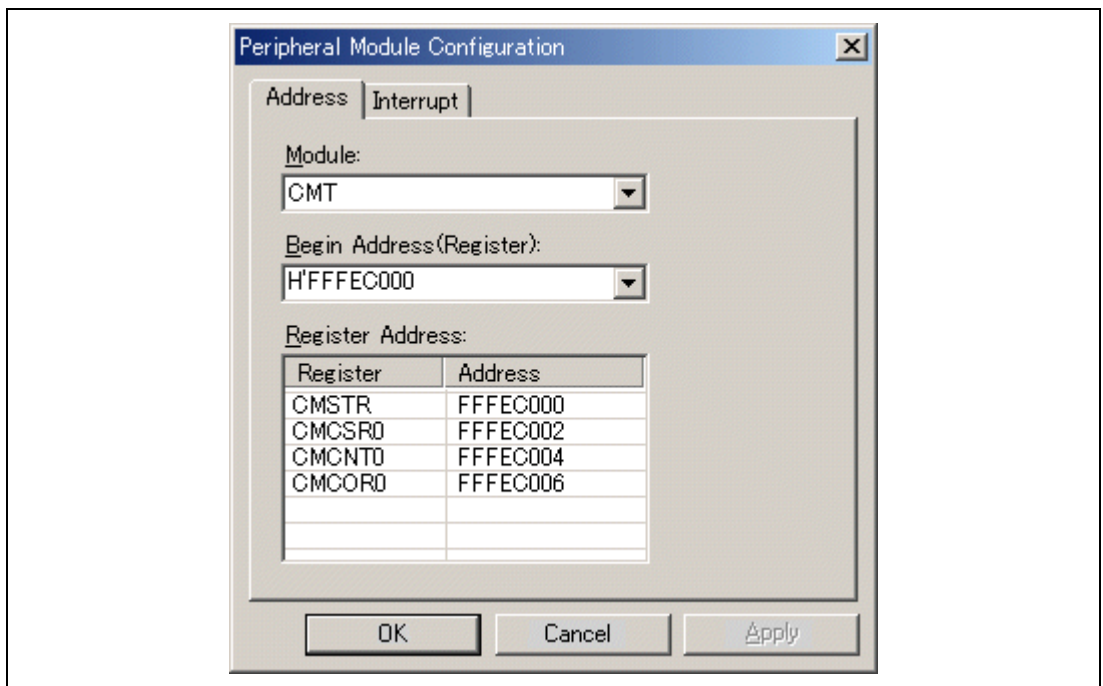 Peripheral Module Configuration
Address Interrupt
Module:
CMT
Begin Address(Register):
H'FFFEC000
Register Address:
Register Address
CMSTR FFFEC000
CMCSR0 FFFEC002
CMCNT0 FFFEC004
CMCOR0 FFFEC006
OK Cancel Apply